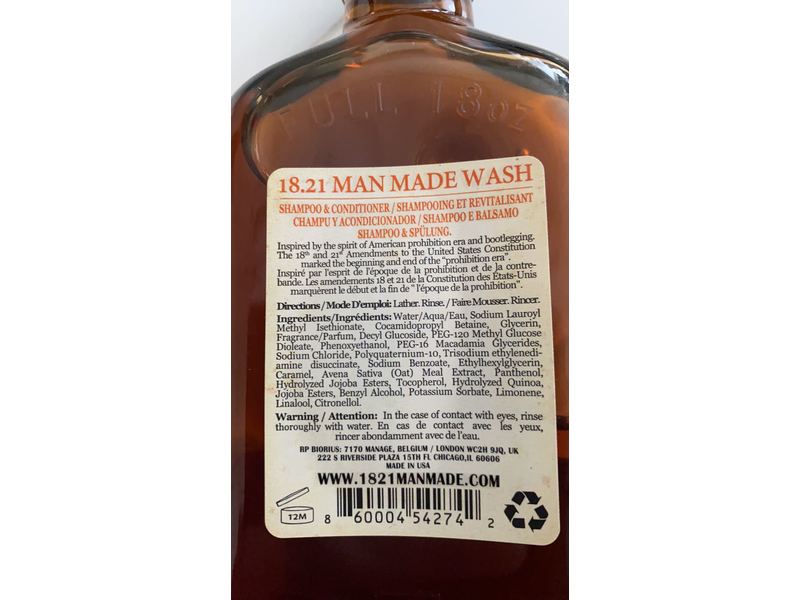 FULL 18oz
18.21 MAN MADE WASH
SHAMPOO & CONDITIONER / SHAMPOOING ET REVITALISANT
CHAMPU Y ACONDICIONADOR / SHAMPOO E BALSAMO
SHAMPOO & SPÜLUNG.
Inspired by the spirit of American prohibition era and bootlegging.
The 18th and 21st Amendments to the United States Constitution
marked the beginning and end of the "prohibition era".
Inspiré par l'esprit de l'époque de la prohibition et de la contre-
bande. Les amendements 18 et 21 de la Constitution des États-Unis
marquèrent le début et la fin de " l'époque de la prohibition".
Directions / Mode D'emploi: Lather. Rinse. / Faire Mousser. Rincer.
Ingredients/Ingrédients: Water/Aqua/Eau, Sodium Lauroyl
Methyl Isethionate, Cocamidopropyl Betaine, Glycerin,
Fragrance/Parfum, Decyl Glucoside, PEG-120 Methyl Glucose
Dioleate, Phenoxyethanol, PEG-16 Macadamia Glycerides,
Sodium Chloride, Polyquaternium-10, Trisodium ethylenedi-
amine disuccinate, Sodium Benzoate, Ethylhexylglycerin,
Caramel, Avena Sativa (Oat) Meal Extract, Panthenol,
Hydrolyzed Jojoba Esters, Tocopherol, Hydrolyzed Quinoa,
Jojoba Esters, Benzyl Alcohol, Potassium Sorbate, Limonene,
Linalool, Citronellol.
Warning / Attention: In the case of contact with eyes, rinse
thoroughly with water. En cas de contact avec les yeux,
rincer abondamment avec de l'eau.
RP BIORIUS: 7170 MANAGE, BELGIUM / LONDON WC2H 9JQ, UK
222 S RIVERSIDE PLAZA 15TH FL CHICAGO,IL 60606
MADE IN USA
WWW.1821MANMADE.COM
12M
8 60004 54274 2